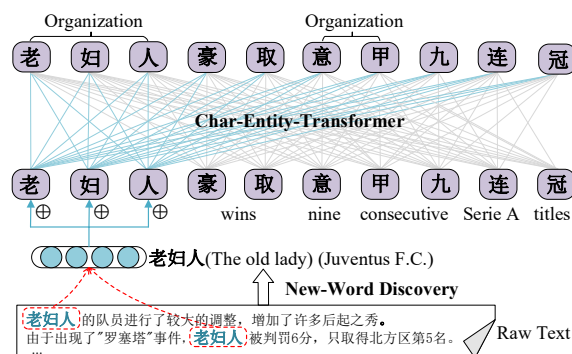 Organization Organization
老 妇 人 豪 取 意 甲 九 连 冠
Char-Entity-Transformer
老 妇 人 豪 取 意 甲 九 连 冠
wins nine consecutive Serie A titles
老妇人(The old lady) (Juventus F.C.)
New-Word Discovery
老妇人 的队员进行了较大的调整，增加了许多后起之秀。
由于出现了"罗塞塔"事件, 老妇人 被判罚6分，只取得北方区第5名。
...
Raw Text